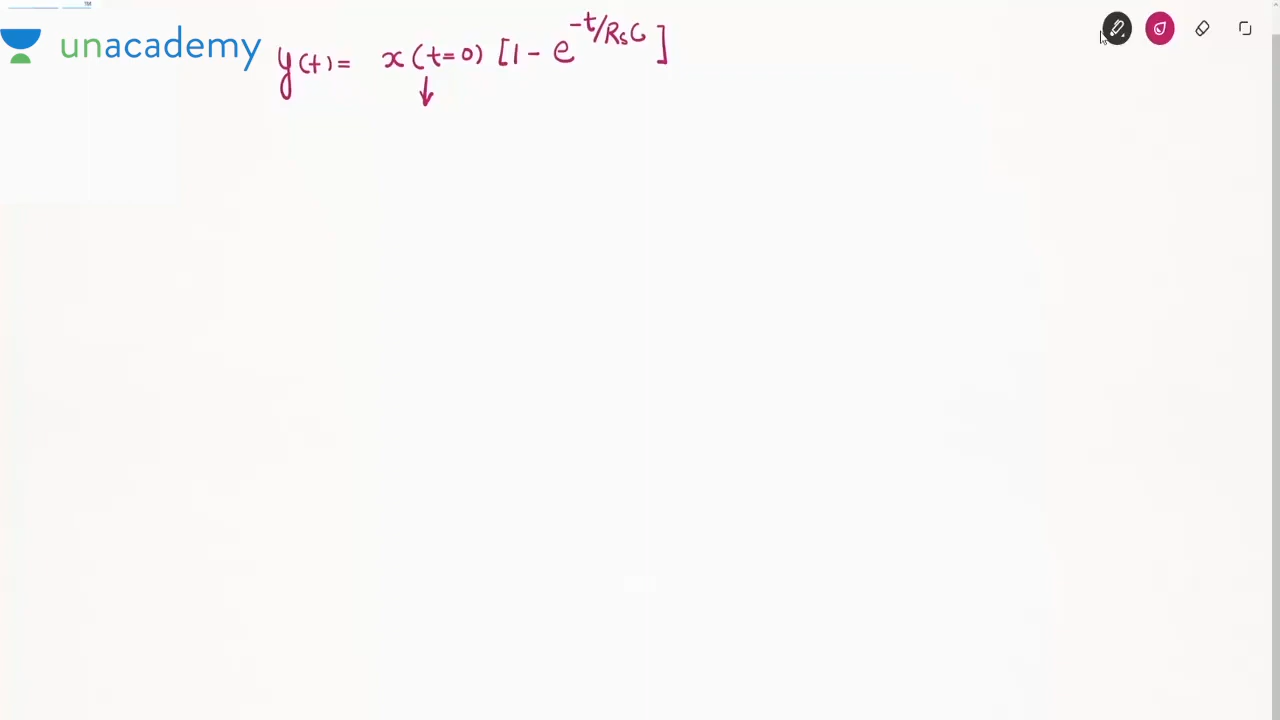 unacademy
y(t) = x(t=0) [1 - e^{-t/R_sC}]
↓